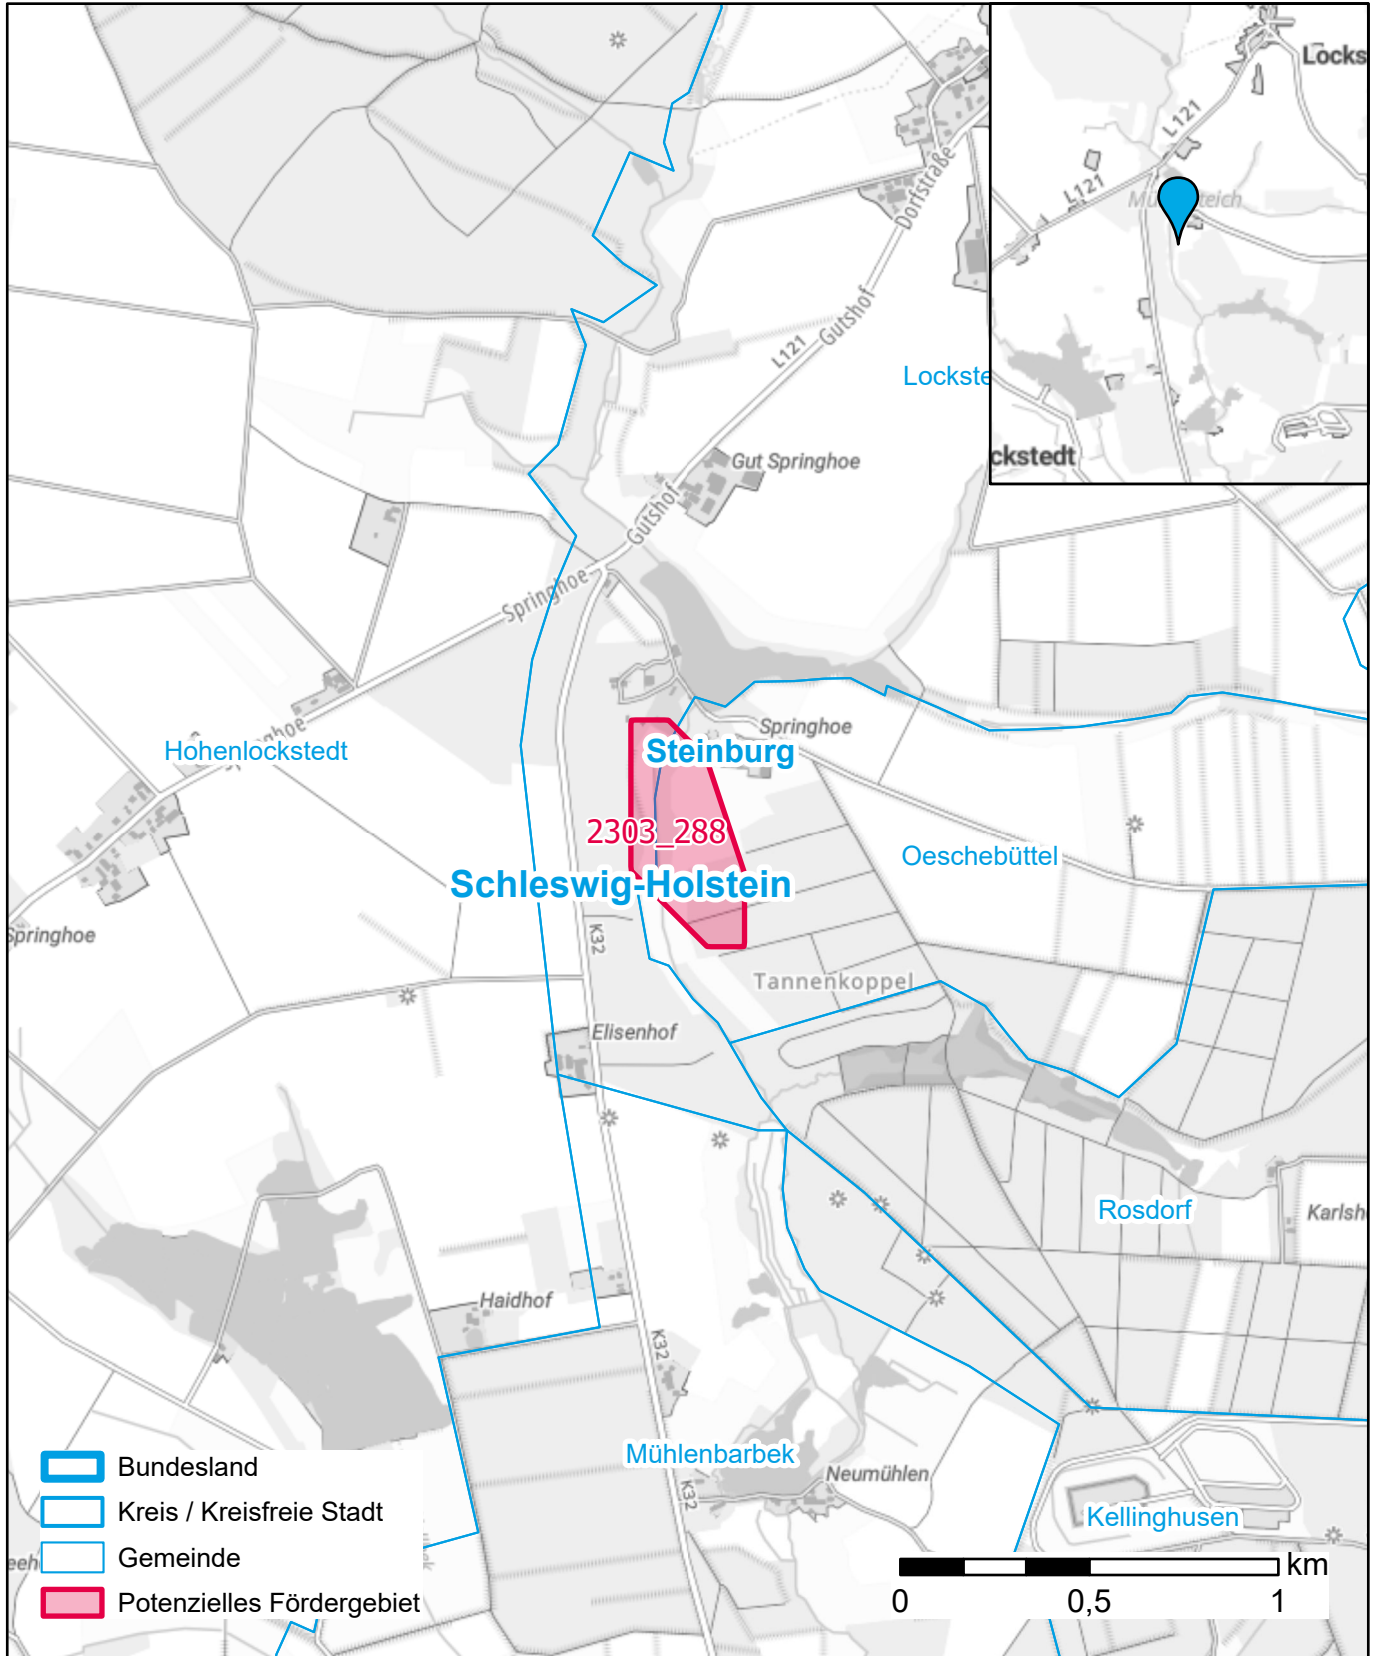 Locks
L121
L121
ckstedt
Dorfstraße
Gutshof
L121
Lockste
Gut Springhoe
Gutshof
Springhoe
Springhoe
Steinburg
Hohenlockstedt
2303_288
Oeschebüttel
Schleswig-Holstein
Springhoe
K32
Tannenkoppel
Elisenhof
Rosdorf
Karlsh
Haidhof
K32
Mühlenbarbek
Neumühlen
K32
Kellinghusen
Bundesland
Kreis / Kreisfreie Stadt
Gemeinde
Potenzielles Fördergebiet
km
0 0,5 1